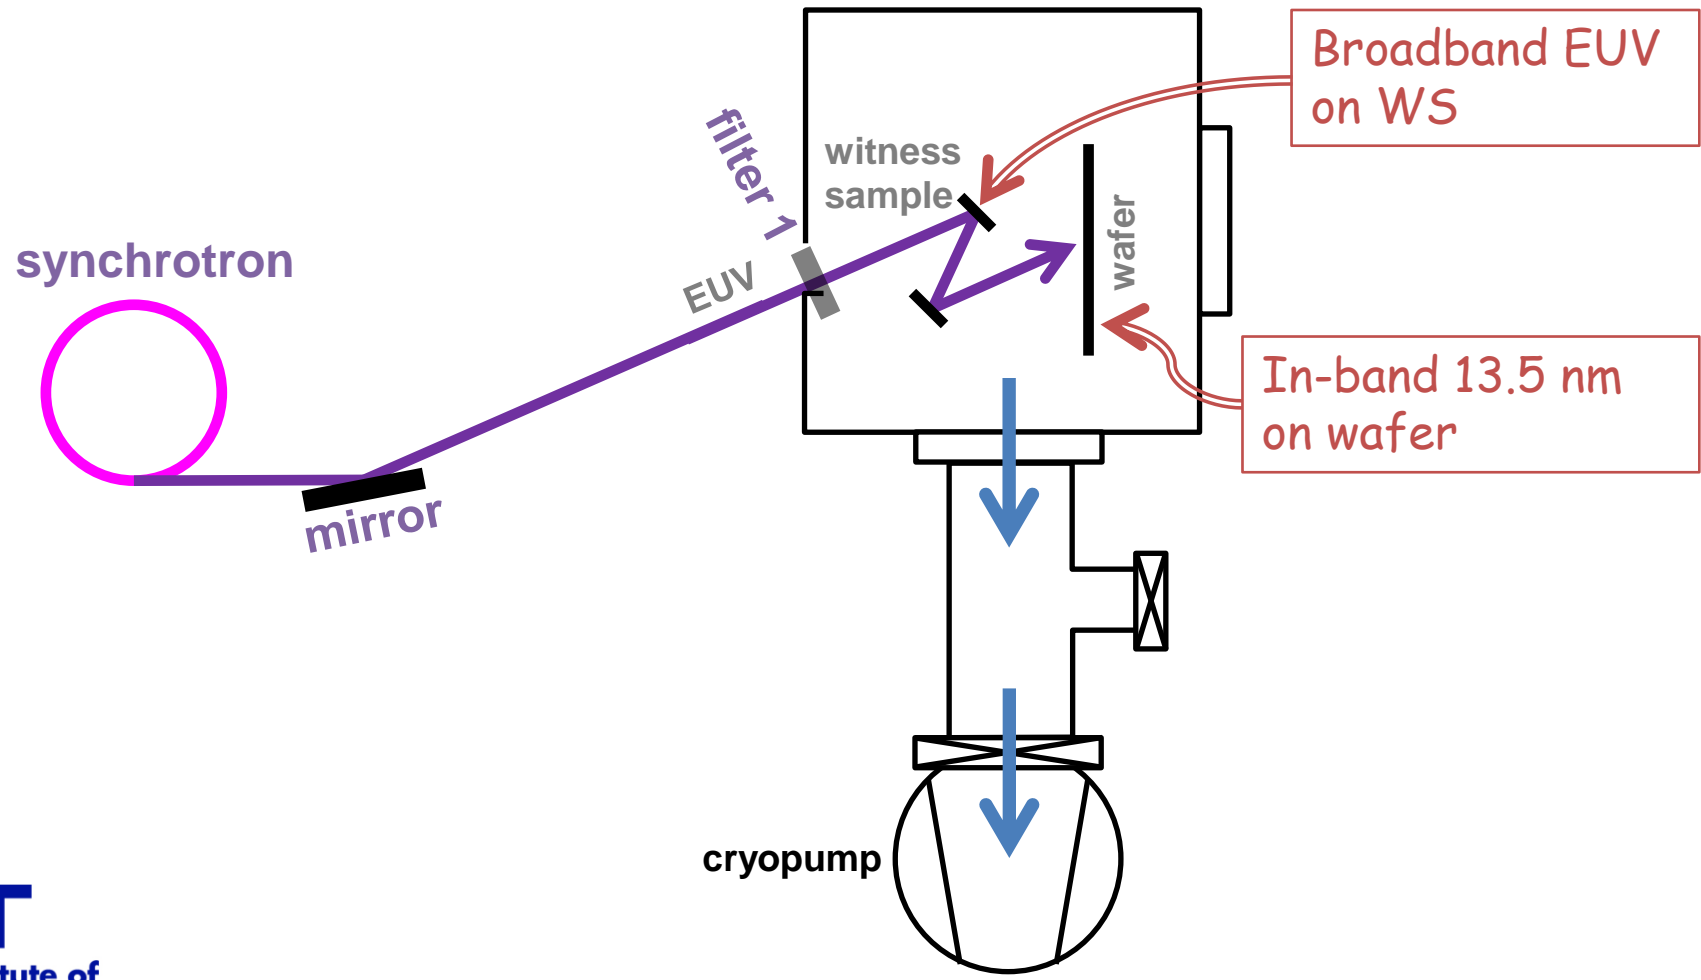 Broadband EUV
on WS
filter 1
witness
sample
wafer
synchrotron
EUV
In-band 13.5 nm
on wafer
mirror
cryopump
T
of